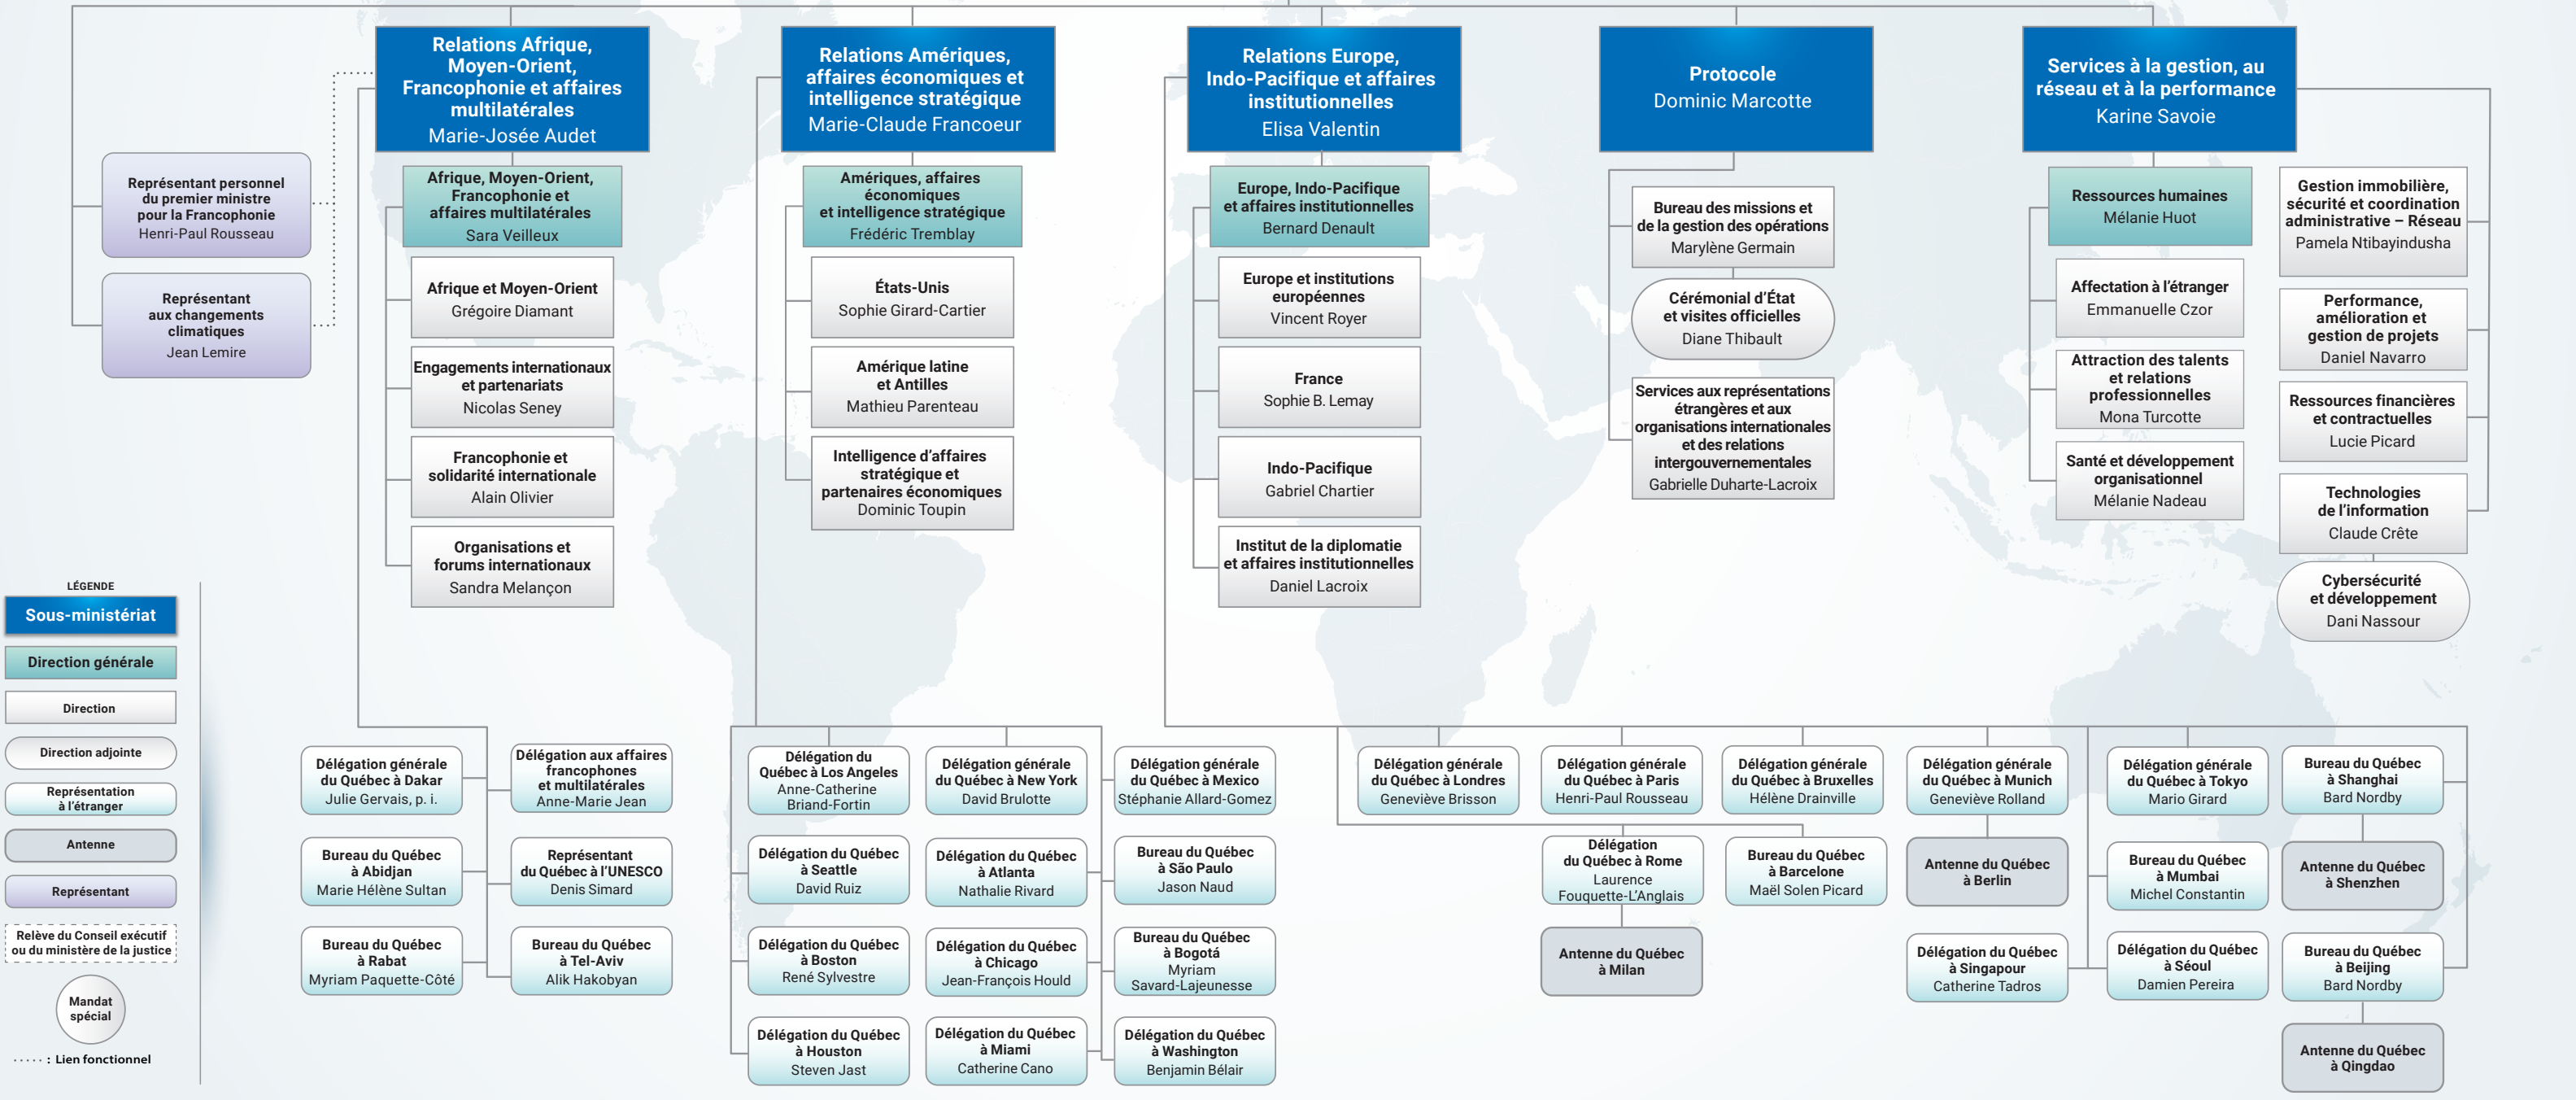 Relations Afrique,
Moyen-Orient,
Francophonie et affaires
multilatérales
Marie-Josée Audet
Relations Amériques,
affaires économiques et
intelligence stratégique
Marie-Claude Francoeur
Relations Europe,
Indo-Pacifique et affaires
institutionnelles
Elisa Valentin
Protocole
Dominic Marcotte
Services à la gestion, au
réseau et à la performance
Karine Savoie
Représentant personnel
du premier ministre
pour la Francophonie
Henri-Paul Rousseau
Représentant
aux changements
climatiques
Jean Lemire
Afrique, Moyen-Orient,
Francophonie et
affaires multilatérales
Sara Veilleux
Afrique et Moyen-Orient
Grégoire Diamant
Engagements internationaux
et partenariats
Nicolas Seney
Francophonie et
solidarité internationale
Alain Olivier
Organisations et
forums internationaux
Sandra Melançon
Amériques, affaires
économiques
et intelligence stratégique
Frédéric Tremblay
États-Unis
Sophie Girard-Cartier
Amérique latine
et Antilles
Mathieu Parenteau
Intelligence d'affaires
stratégique et
partenaires économiques
Dominic Toupin
Europe, Indo-Pacifique
et affaires institutionnelles
Bernard Denault
Europe et institutions
européennes
Vincent Royer
France
Sophie B. Lemay
Indo-Pacifique
Gabriel Chartier
Institut de la diplomatie
et affaires institutionnelles
Daniel Lacroix
Bureau des missions et
de la gestion des opérations
Marylène Germain
Cérémonial d'État
et visites officielles
Diane Thibault
Services aux représentations
étrangères et aux
organisations internationales
et des relations
intergouvernementales
Gabrielle Duharte-Lacroix
Ressources humaines
Mélanie Huot
Affectation à l'étranger
Emmanuelle Czor
Attraction des talents
et relations
professionnelles
Mona Turcotte
Santé et développement
organisationnel
Mélanie Nadeau
Gestion immobilière,
sécurité et coordination
administrative – Réseau
Pamela Ntibayindusha
Performance,
amélioration et
gestion de projets
Daniel Navarro
Ressources financières
et contractuelles
Lucie Picard
Technologies
de l'information
Claude Crête
Cybersécurité
et développement
Dani Nassour
LÉGENDE
Sous-ministériat
Direction générale
Direction
Direction adjointe
Représentation
à l'étranger
Antenne
Représentant
Relève du Conseil exécutif
ou du ministère de la justice
Mandat
spécial
..... : Lien fonctionnel
Délégation générale
du Québec à Dakar
Julie Gervais, p. i.
Délégation aux affaires
francophones
et multilatérales
Anne-Marie Jean
Bureau du Québec
à Abidjan
Marie Hélène Sultan
Représentant
du Québec à l'UNESCO
Denis Simard
Bureau du Québec
à Rabat
Myriam Paquette-Côté
Bureau du Québec
à Tel-Aviv
Alik Hakobyan
Délégation du
Québec à Los Angeles
Anne-Catherine
Briand-Fortin
Délégation générale
du Québec à New York
David Brulotte
Délégation générale
du Québec à Mexico
Stéphanie Allard-Gomez
Délégation du Québec
à Seattle
David Ruiz
Délégation du Québec
à Atlanta
Nathalie Rivard
Bureau du Québec
à São Paulo
Jason Naud
Délégation du Québec
à Boston
René Sylvestre
Délégation du Québec
à Chicago
Jean-François Hould
Bureau du Québec
à Bogotá
Myriam
Savard-Lajeunesse
Délégation du Québec
à Houston
Steven Jast
Délégation du Québec
à Miami
Catherine Cano
Délégation du Québec
à Washington
Benjamin Bélair
Délégation générale
du Québec à Londres
Geneviève Brisson
Délégation générale
du Québec à Paris
Henri-Paul Rousseau
Délégation générale
du Québec à Bruxelles
Hélène Drainville
Délégation générale
du Québec à Munich
Geneviève Rolland
Délégation générale
du Québec à Tokyo
Mario Girard
Bureau du Québec
à Shanghai
Bard Nordby
Délégation
du Québec à Rome
Laurence
Fouquette-L'Anglais
Bureau du Québec
à Barcelone
Maël Solen Picard
Antenne du Québec
à Berlin
Bureau du Québec
à Mumbai
Michel Constantin
Antenne du Québec
à Shenzhen
Antenne du Québec
à Milan
Délégation du Québec
à Singapour
Catherine Tadros
Délégation du Québec
à Séoul
Damien Pereira
Bureau du Québec
à Beijing
Bard Nordby
Antenne du Québec
à Qingdao